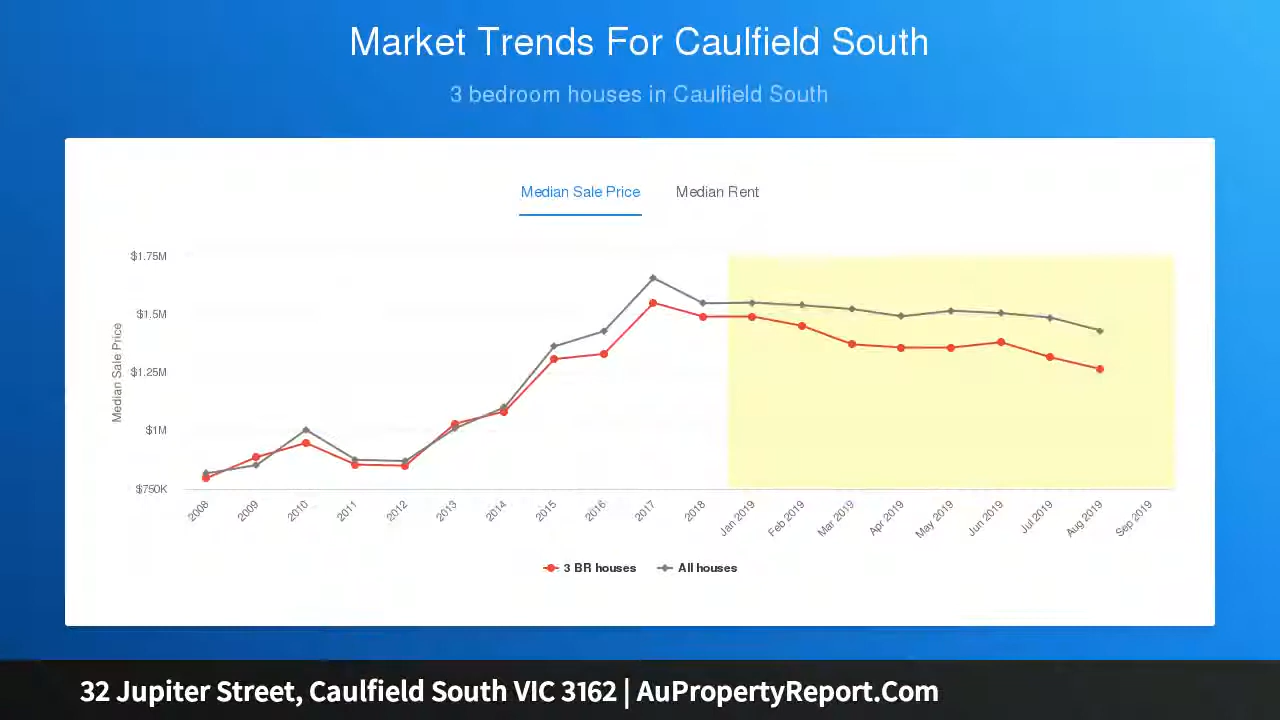 Market Trends For Caulfield South
3 bedroom houses in Caulfield South
Median Sale Price Median Rent
Median Sale Price
$1.75M
$1.5M
$1.25M
$1M
$750K
2008 2009 2010 2011 2012 2013 2014 2015 2016 2017 2018 Jan 2019 Feb 2019 Mar 2019 Apr 2019 May 2019 Jun 2019 Jul 2019 Aug 2019 Sep 2019
3 BR houses All houses
32 Jupiter Street, Caulfield South VIC 3162 | AuPropertyReport.Com